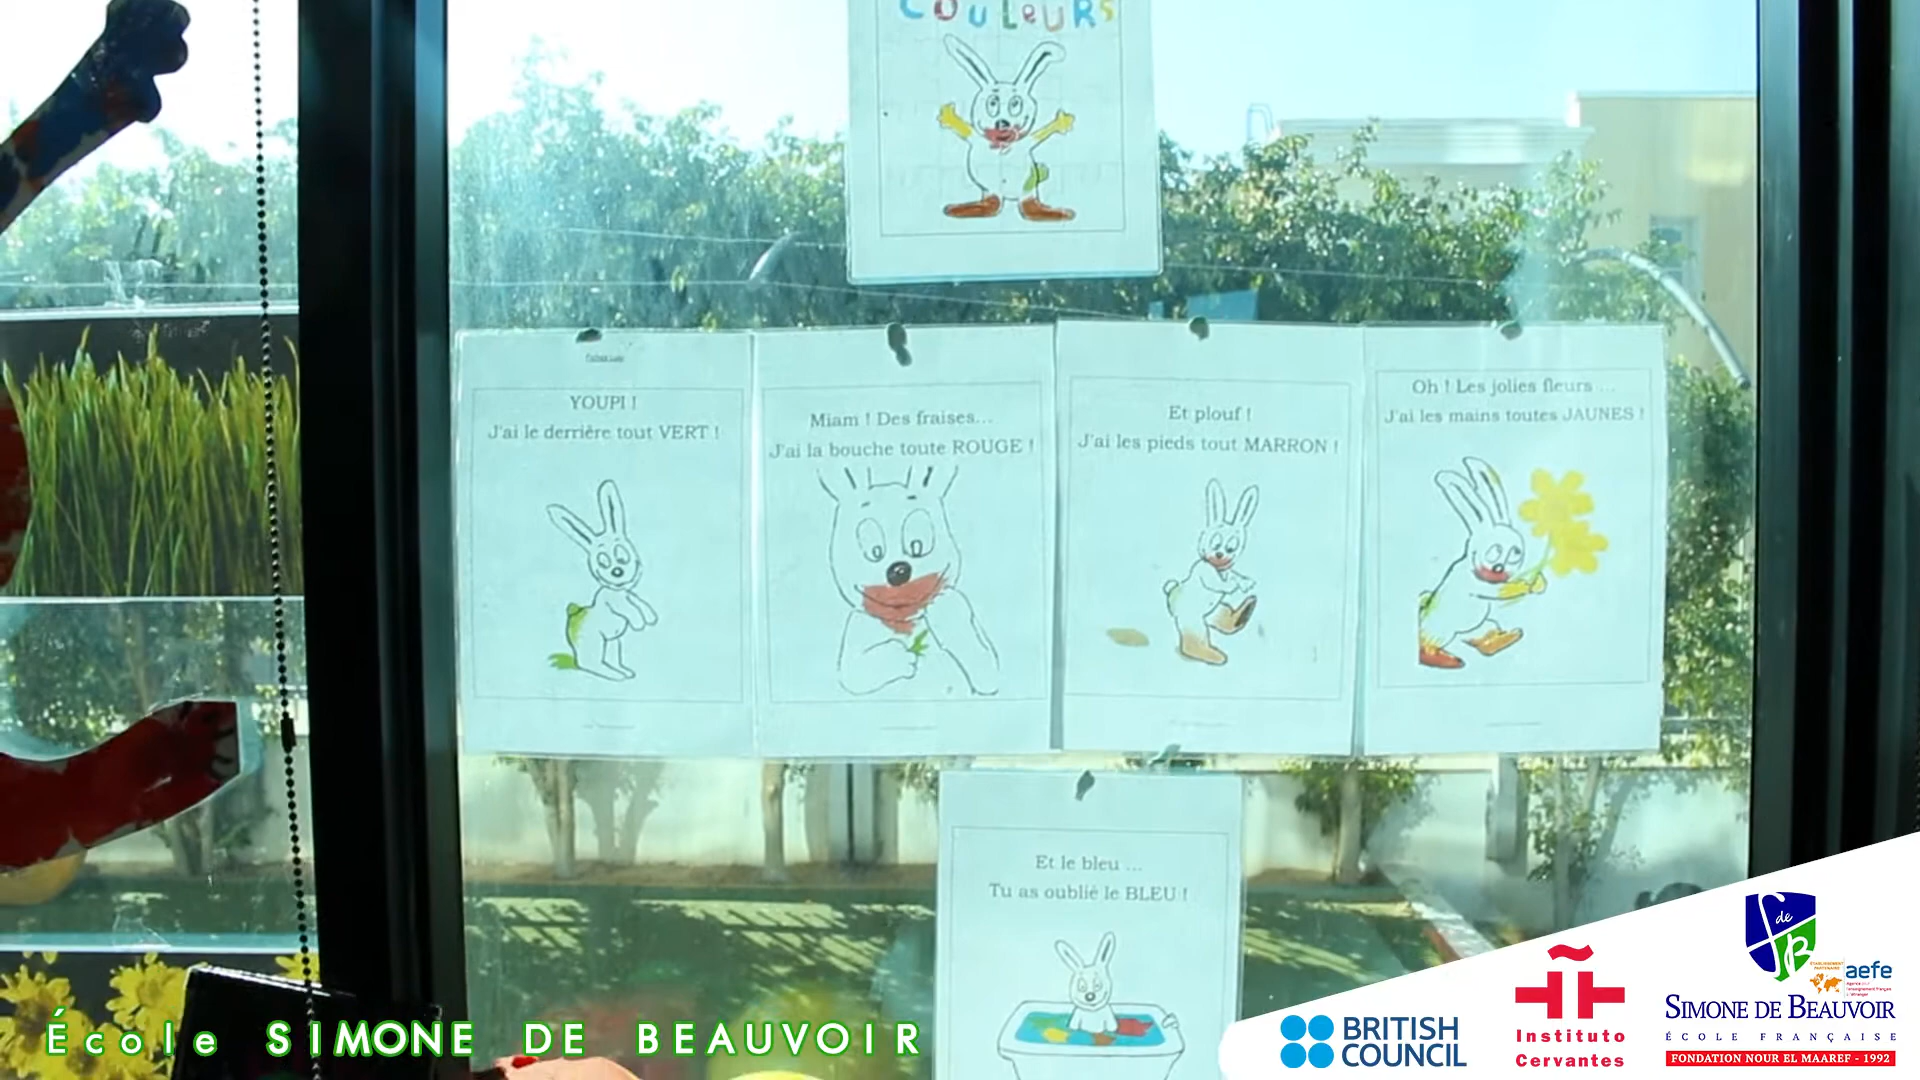 COULEURS
YOUPI !
J'ai le derrière tout VERT !
Miam ! Des fraises...
J'ai la bouche toute ROUGE !
Et plouf !
J'ai les pieds tout MARRON !
Oh ! Les jolies fleurs ...
J'ai les mains toutes JAUNES !
Et le bleu ...
Tu as oublié le BLEU !
École SIMONE DE BEAUVOIR
BRITISH
COUNCIL
Instituto
Cervantes
de
B
aefe
SIMONE DE BEAUVOIR
ÉCOLE FRANÇAISE
FONDATION NOUR EL MAAREF - 1992